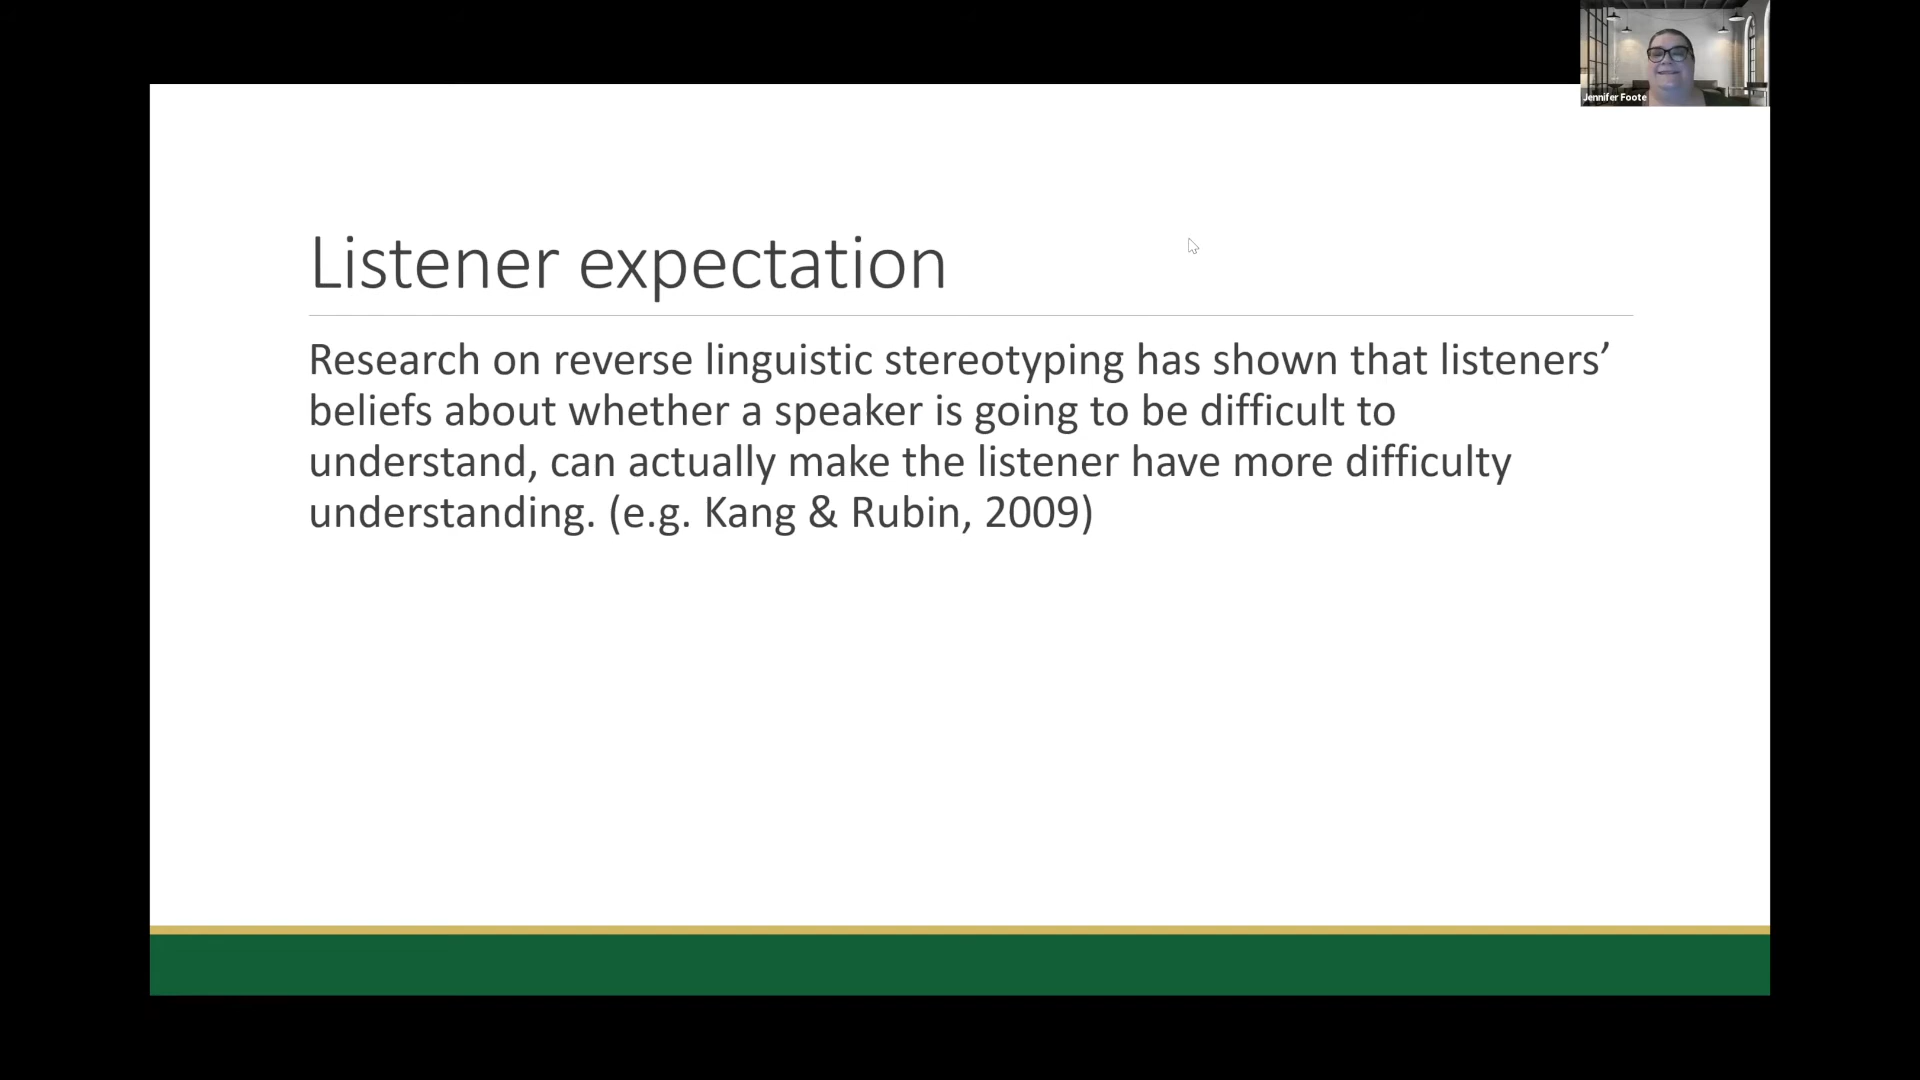 Jennifer Foote
Listener expectation
Research on reverse linguistic stereotyping has shown that listeners’
beliefs about whether a speaker is going to be difficult to
understand, can actually make the listener have more difficulty
understanding. (e.g. Kang & Rubin, 2009)